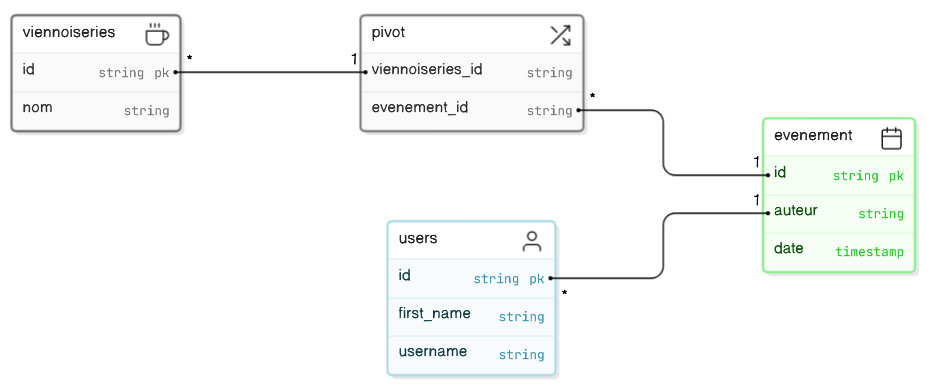 viennoiseries
id string pk
nom string
*
1
pivot
viennoiseries_id string
evenement_id string
*
1
evenement
id string pk
auteur string
date timestamp
1
users
id string pk
first_name string
username string
*